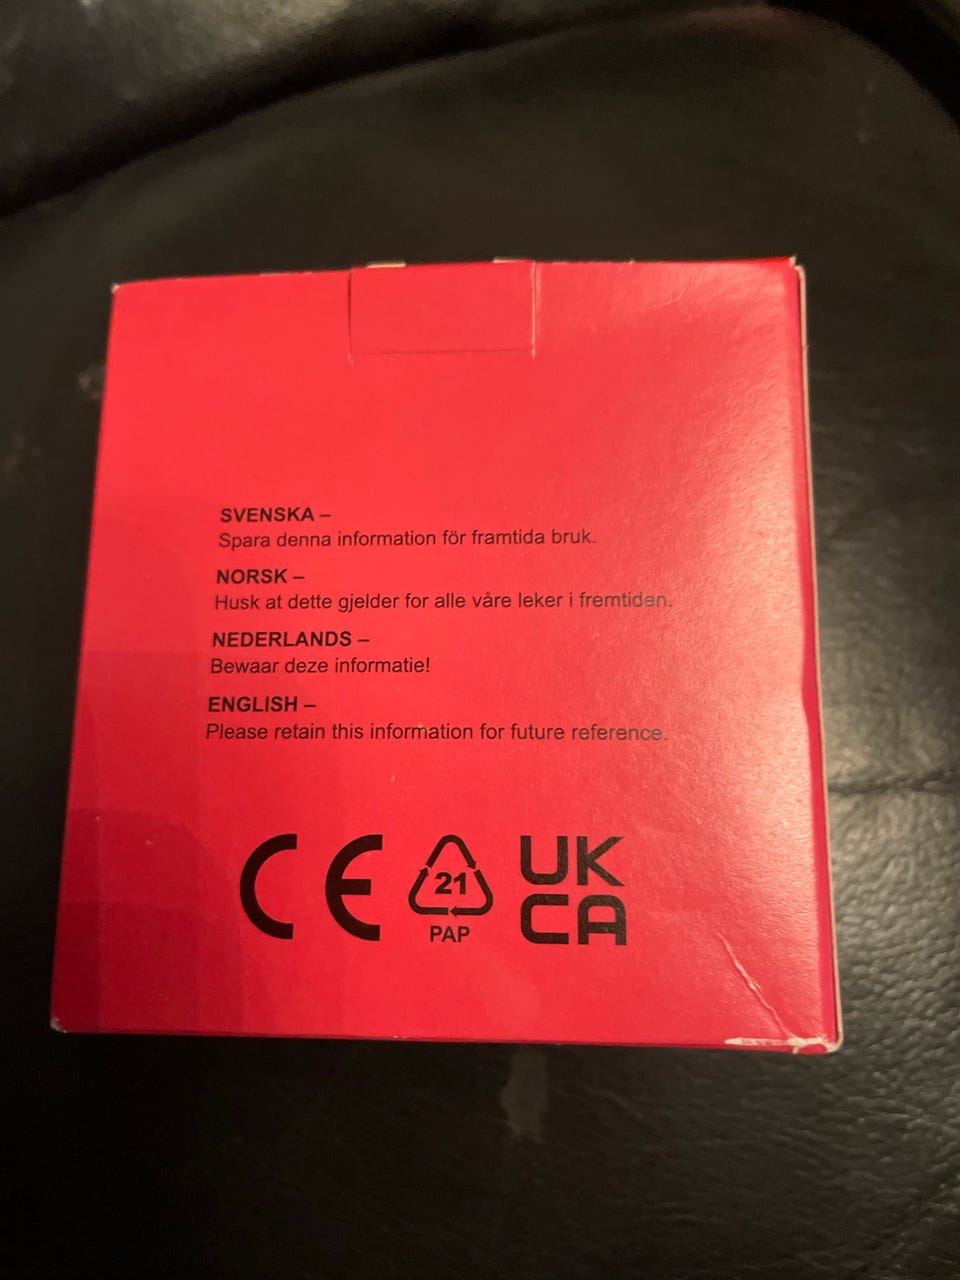 SVENSKA –
Spara denna information för framtida bruk.
NORSK –
Husk at dette gjelder for alle våre leker i fremtiden.
NEDERLANDS –
Bewaar deze informatie!
ENGLISH –
Please retain this information for future reference.
CE
21
PAP
UK
CA